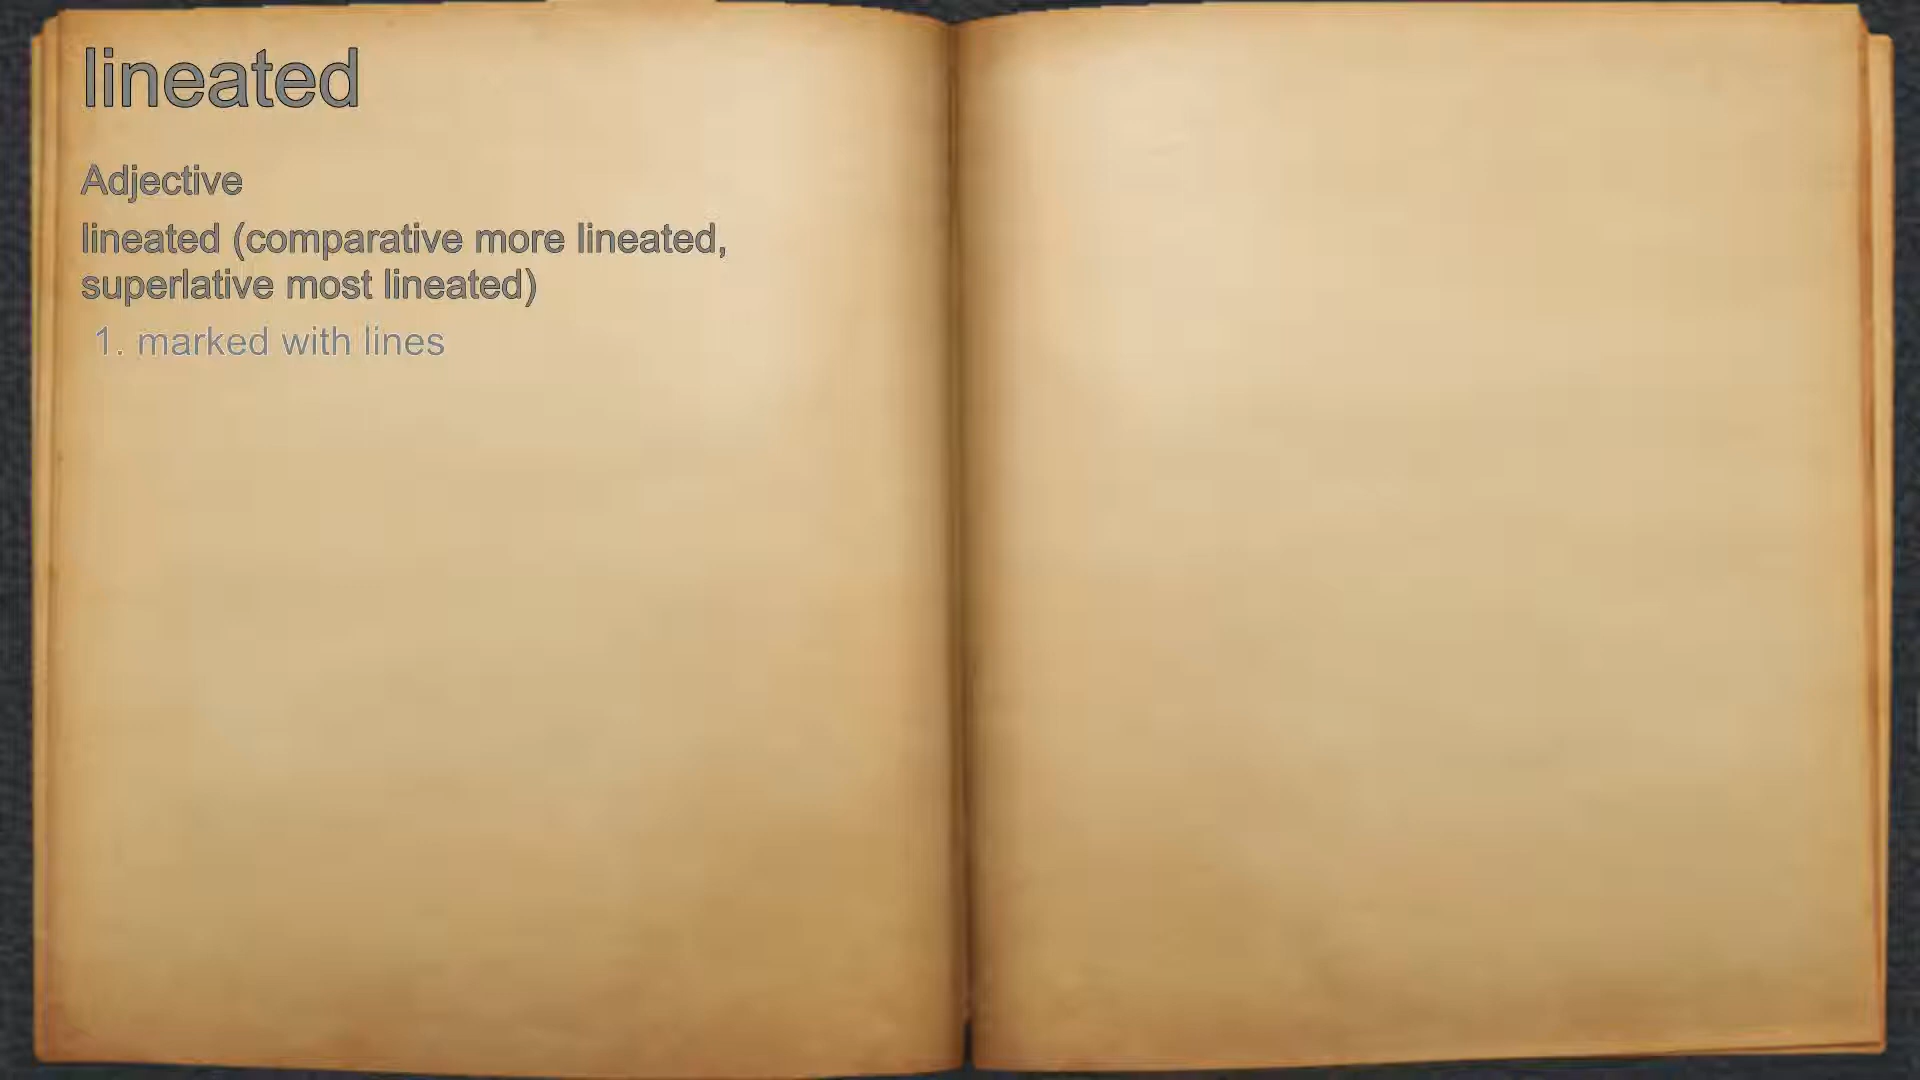 lineated
Adjective
lineated (comparative more lineated,
superlative most lineated)
1. marked with lines